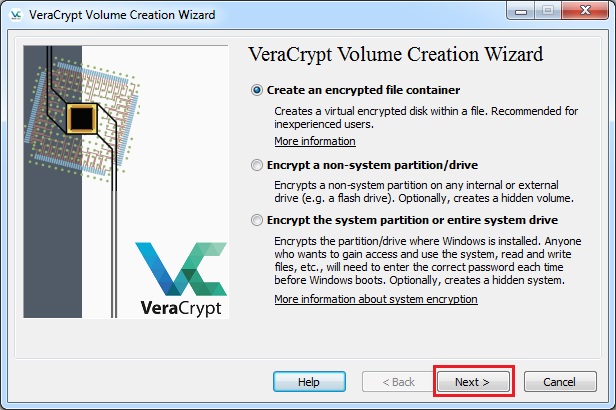 VeraCrypt Volume Creation Wizard
VeraCrypt Volume Creation Wizard
Create an encrypted file container
Creates a virtual encrypted disk within a file. Recommended for
inexperienced users.
More information
Encrypt a non-system partition/drive
Encrypts a non-system partition on any internal or external
drive (e.g. a flash drive). Optionally, creates a hidden volume.
Encrypt the system partition or entire system drive
Encrypts the partition/drive where Windows is installed. Anyone
who wants to gain access and use the system, read and write
files, etc., will need to enter the correct password each time
before Windows boots. Optionally, creates a hidden system.
More information about system encryption
VeraCrypt
Help
< Back
Next >
Cancel